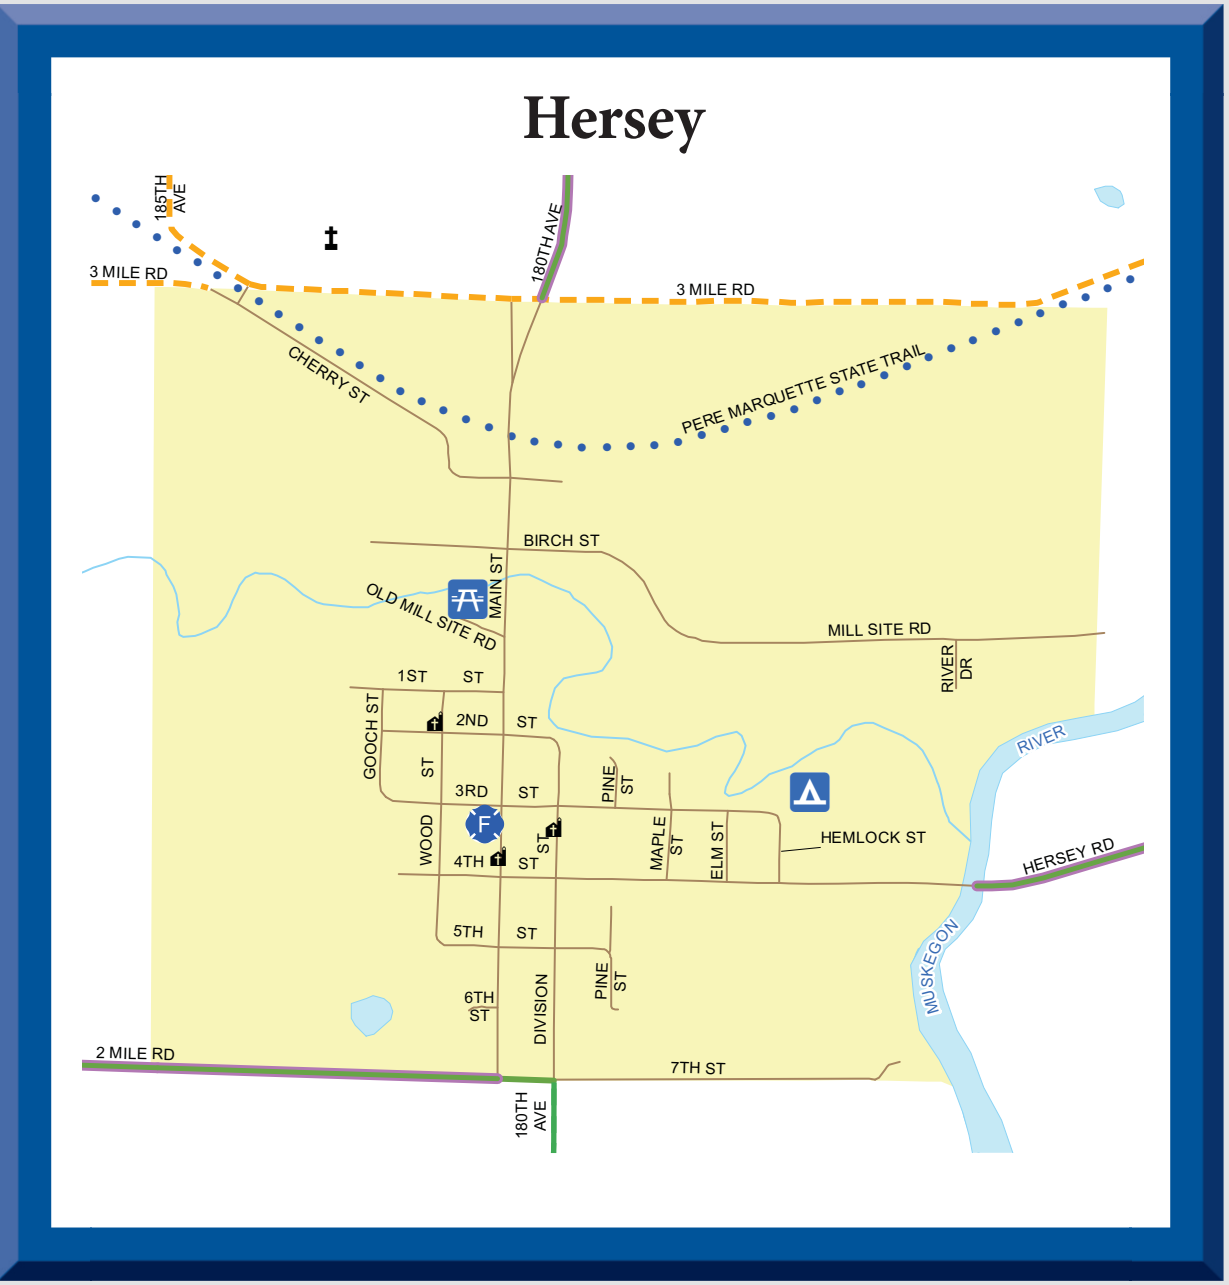 Hersey
185TH
AVE
180TH AVE
3 MILE RD
3 MILE RD
CHERRY ST
PERE MARQUETTE STATE TRAIL
BIRCH ST
MAIN ST
OLD MILL SITE RD
MILL SITE RD
RIVER
DR
1ST ST
GOOCH ST
2ND ST
RIVER
ST
PINE
ST
3RD ST
F
WOOD
ST
MAPLE
ST
ELM ST
HEMLOCK ST
HERSEY RD
4TH ST
5TH ST
MUSKEGON
PINE
ST
DIVISION
6TH
ST
2 MILE RD
7TH ST
180TH
AVE